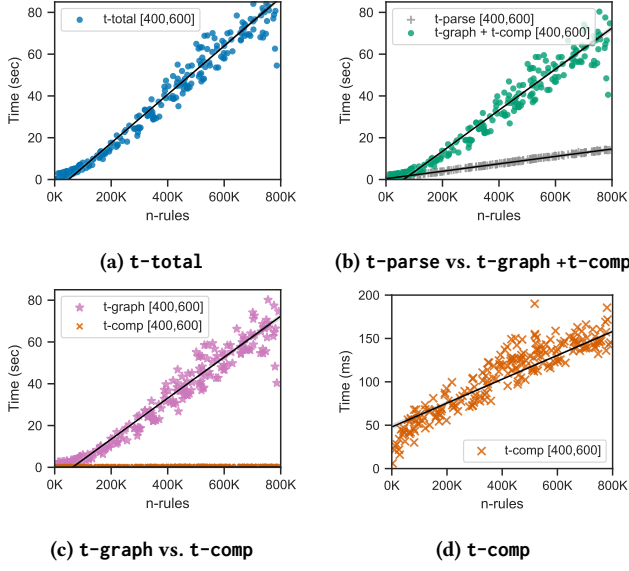 80
60
40
20
0
Time (sec)
t-total [400,600]
0K 200K 400K 600K 800K
n-rules
(a) t-total
80
60
40
20
0
Time (sec)
t-parse [400,600]
t-graph + t-comp [400,600]
0K 200K 400K 600K 800K
n-rules
(b) t-parse vs. t-graph +t-comp
80
60
40
20
0
Time (sec)
t-graph [400,600]
t-comp [400,600]
0K 200K 400K 600K 800K
n-rules
(c) t-graph vs. t-comp
200
150
100
50
0
Time (ms)
t-comp [400,600]
0K 200K 400K 600K 800K
n-rules
(d) t-comp